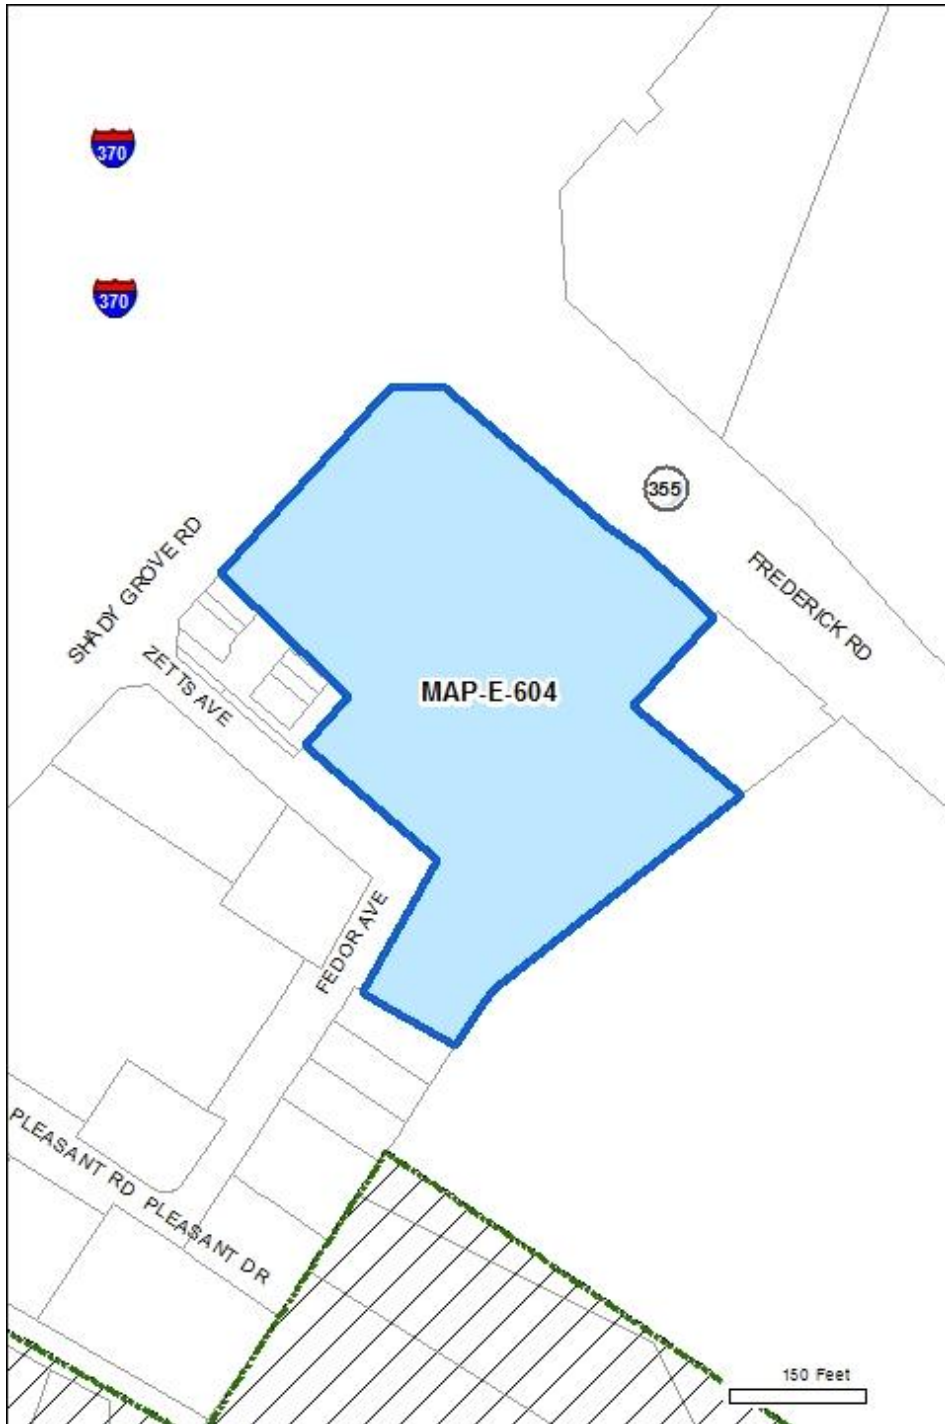 370
370
355
FREDERICK RD
SHADY GROVE RD
ZETTS AVE
MAP-E-604
FEDOR AVE
PLEASANT RD
PLEASANT DR
150 Feet